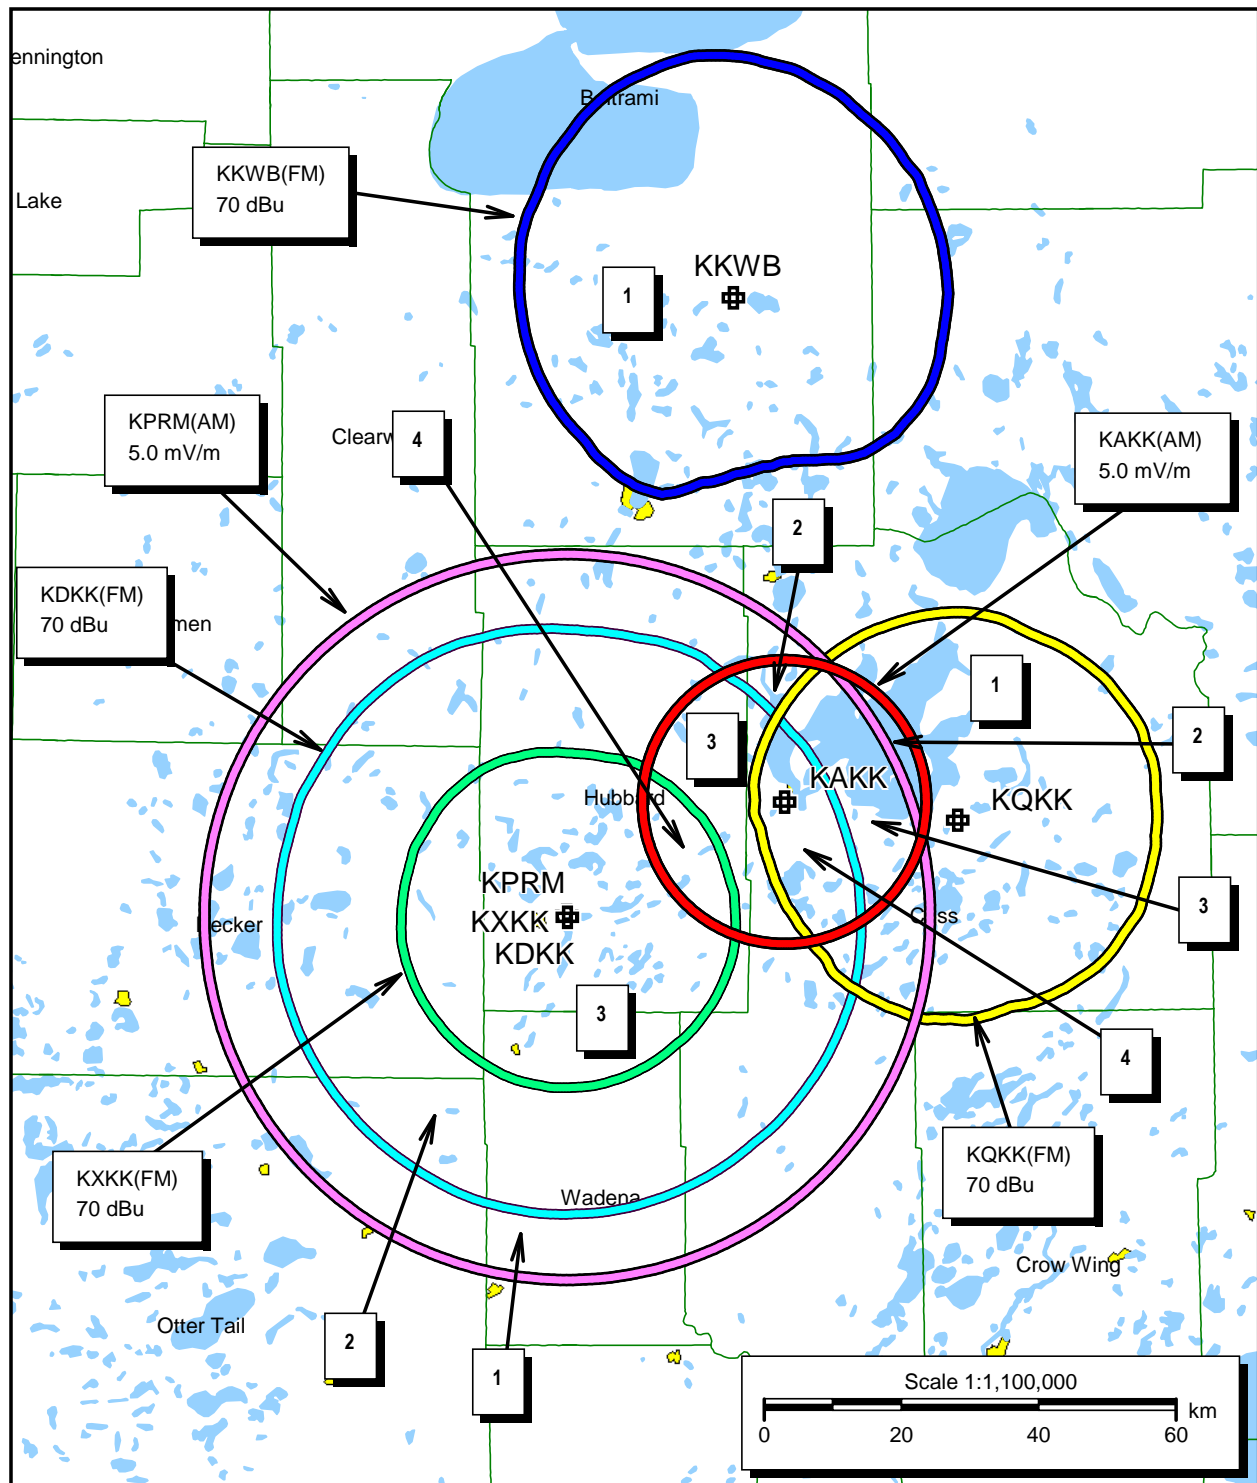 ennington
Beltrami
KKWB(FM)
70 dBu
Lake
KKWB
1
KPRM(AM)
5.0 mV/m
Clearw
4
KAKK(AM)
5.0 mV/m
2
KDKK(FM)
70 dBu
men
1
3
2
KAKK
Hubbard
KQKK
KPRM
KXKK
KDKK
Becker
Cass
3
3
4
KXKK(FM)
70 dBu
KQKK(FM)
70 dBu
Wadena
Crow Wing
Otter Tail
2
1
Scale 1:1,100,000
km
0 20 40 60